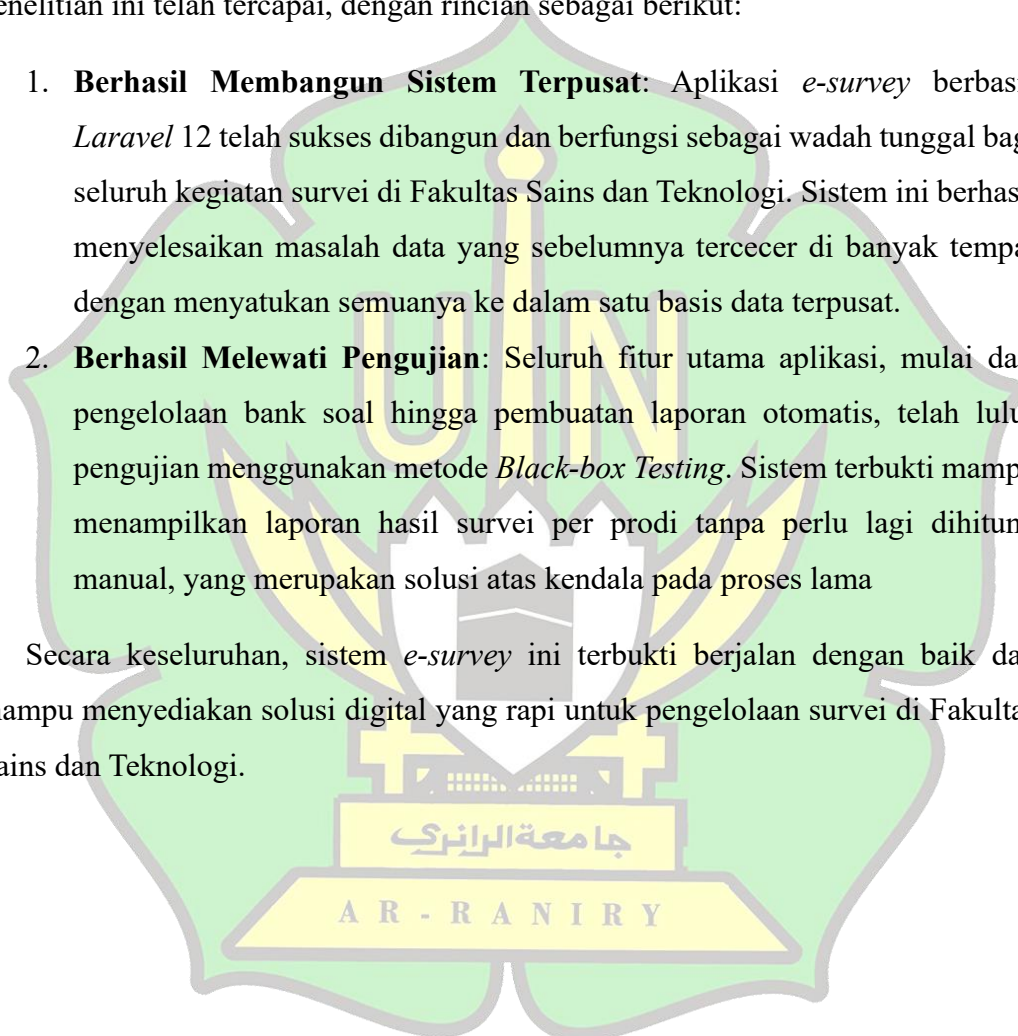 enelitian ini telah tercapai, dengan rincian sebagai berikut:
1. Berhasil Membangun Sistem Terpusat: Aplikasi e-survey berbasi
Laravel 12 telah sukses dibangun dan berfungsi sebagai wadah tunggal bag
seluruh kegiatan survei di Fakultas Sains dan Teknologi. Sistem ini berhas
menyelesaikan masalah data yang sebelumnya tercecer di banyak tempa
dengan menyatukan semuanya ke dalam satu basis data terpusat.
2. Berhasil Melewati Pengujian: Seluruh fitur utama aplikasi, mulai da
pengelolaan bank soal hingga pembuatan laporan otomatis, telah lulu
pengujian menggunakan metode Black-box Testing. Sistem terbukti mamp
menampilkan laporan hasil survei per prodi tanpa perlu lagi dihitun
manual, yang merupakan solusi atas kendala pada proses lama
Secara keseluruhan, sistem e-survey ini terbukti berjalan dengan baik da
mampu menyediakan solusi digital yang rapi untuk pengelolaan survei di Fakulta
ains dan Teknologi.
UIN
جامعة الرانري
AR-RANIRY